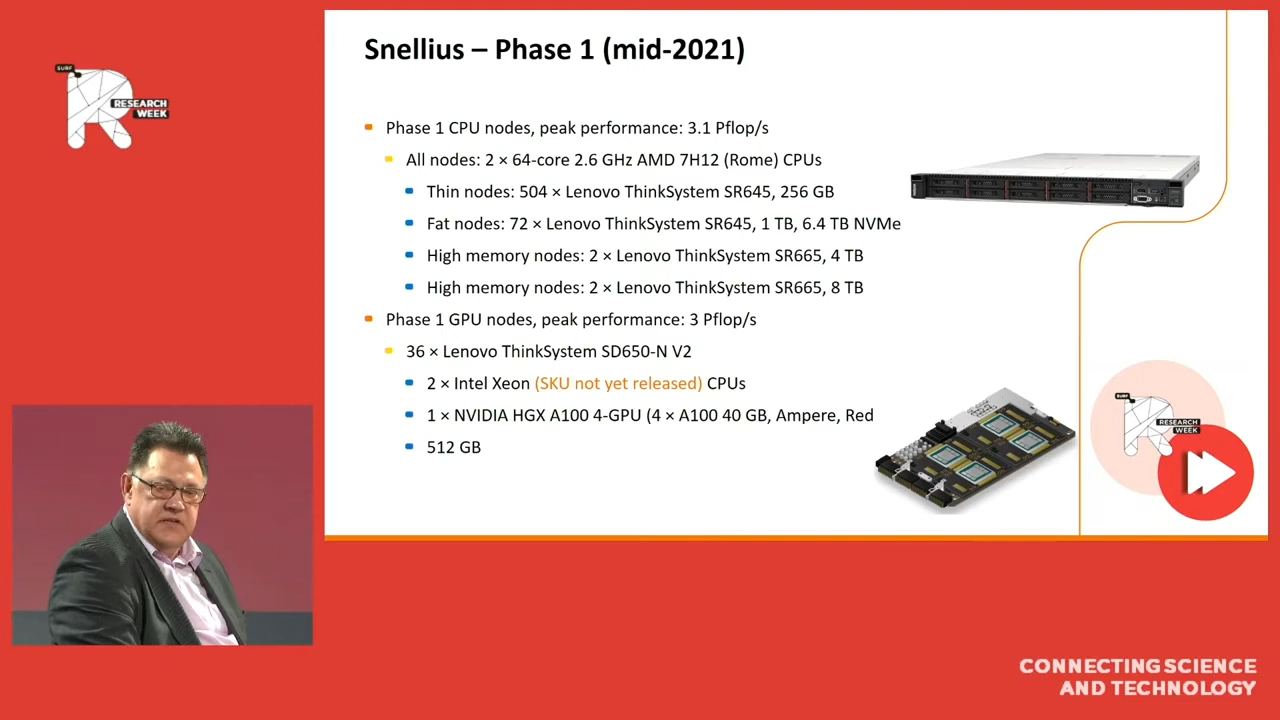 SURF
RESEARCH
WEEK
Snellius – Phase 1 (mid-2021)
Phase 1 CPU nodes, peak performance: 3.1 Pflop/s
All nodes: 2 × 64-core 2.6 GHz AMD 7H12 (Rome) CPUs
Thin nodes: 504 × Lenovo ThinkSystem SR645, 256 GB
Fat nodes: 72 × Lenovo ThinkSystem SR645, 1 TB, 6.4 TB NVMe
High memory nodes: 2 × Lenovo ThinkSystem SR665, 4 TB
High memory nodes: 2 × Lenovo ThinkSystem SR665, 8 TB
Phase 1 GPU nodes, peak performance: 3 Pflop/s
36 × Lenovo ThinkSystem SD650-N V2
2 × Intel Xeon (SKU not yet released) CPUs
1 × NVIDIA HGX A100 4-GPU (4 × A100 40 GB, Ampere, Red
512 GB
SURF
RESEARCH
WEEK
CONNECTING SCIENCE
AND TECHNOLOGY